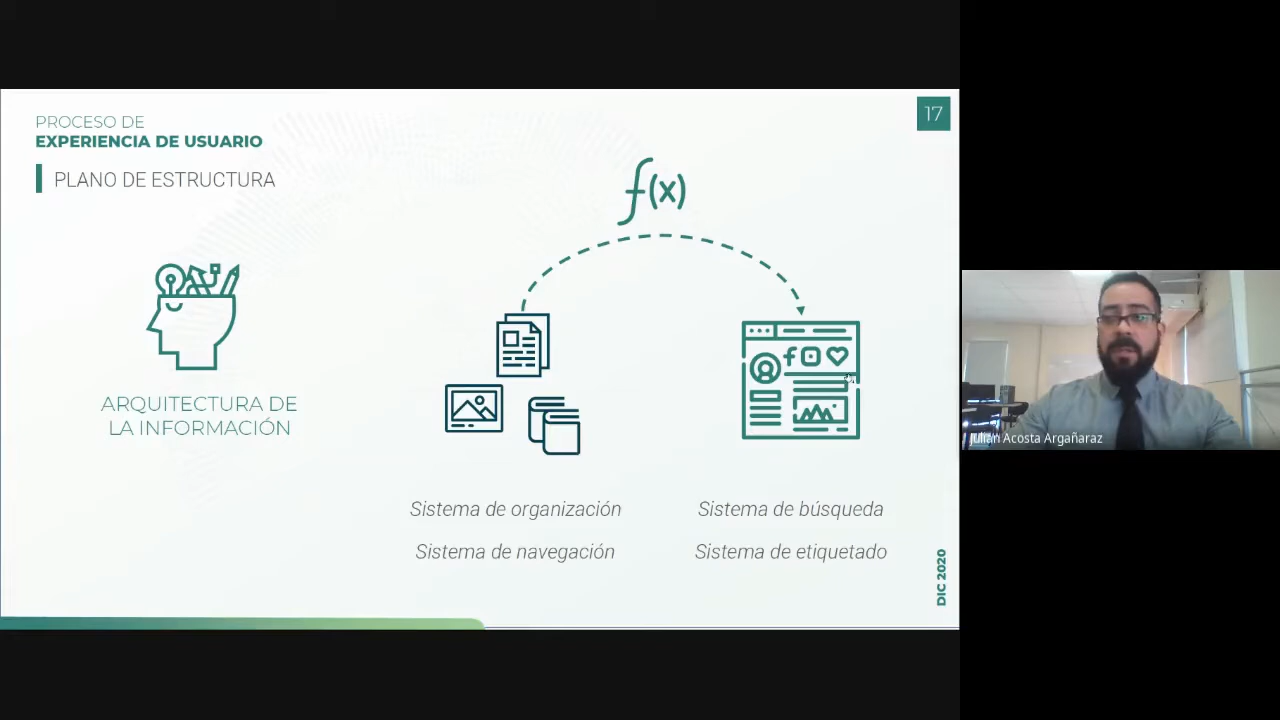 PROCESO DE
EXPERIENCIA DE USUARIO
17
PLANO DE ESTRUCTURA
f(x)
ARQUITECTURA DE
LA INFORMACIÓN
Sistema de organización
Sistema de búsqueda
Sistema de navegación
Sistema de etiquetado
DIC 2020
Julian Acosta Argañaraz